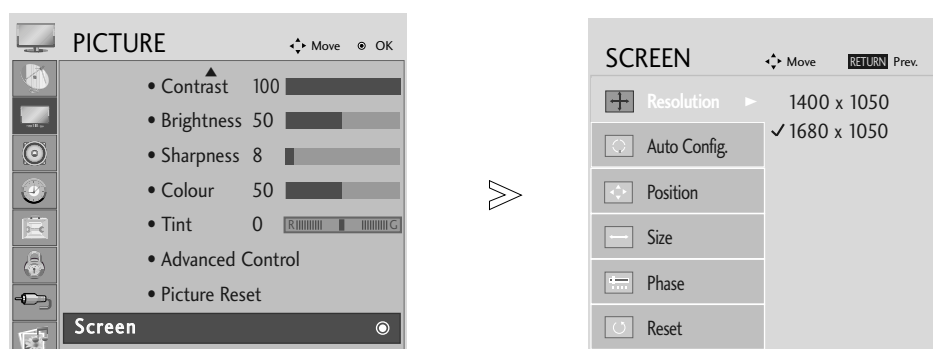 PICTURE Move OK
• Contrast 100
• Brightness 50
• Sharpness 8
• Colour 50
• Tint 0 R G
• Advanced Control
• Picture Reset
Screen
SCREEN Move RETURN Prev.
Resolution 1400 x 1050
✓ 1680 x 1050
Auto Config.
Position
Size
Phase
Reset